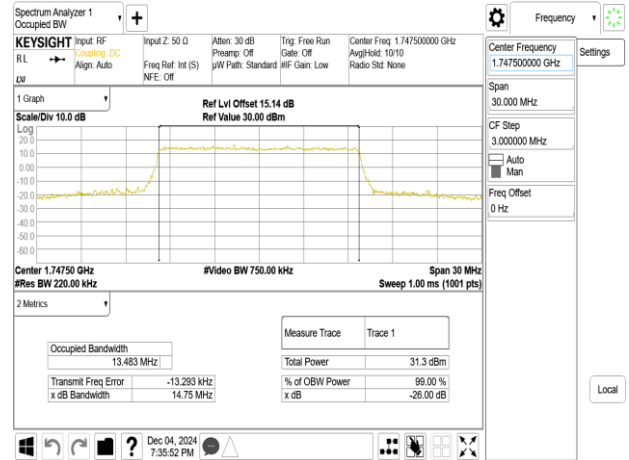 Spectrum Analyzer 1
Occupied BW
Frequency
KEYSIGHT
Input: RF
Coupling: DC
Align: Auto
Input Z: 50 Ω
Freq Ref: Int (S)
NFE: Off
Atten: 30 dB
Preamp: Off
µW Path: Standard
Trig: Free Run
Gate: Off
#IF Gain: Low
Center Freq: 1.747500000 GHz
Avg|Hold: 10/10
Radio Std: None
RL
LXI
Center Frequency
1.747500000 GHz
Settings
Span
30.000 MHz
CF Step
3.000000 MHz
Auto
Man
Freq Offset
0 Hz
1 Graph
Scale/Div 10.0 dB
Ref Lvl Offset 15.14 dB
Ref Value 30.00 dBm
Log
20.0
10.0
0.00
-10.0
-20.0
-30.0
-40.0
-50.0
-60.0
Center 1.74750 GHz
#Video BW 750.00 kHz
Span 30 MHz
#Res BW 220.00 kHz
Sweep 1.00 ms (1001 pts)
2 Metrics
Measure Trace Trace 1
Occupied Bandwidth
13.483 MHz
Total Power 31.3 dBm
Transmit Freq Error -13.293 kHz
% of OBW Power 99.00 %
x dB Bandwidth 14.75 MHz
x dB -26.00 dB
Local
?
Dec 04, 2024
7:35:52 PM